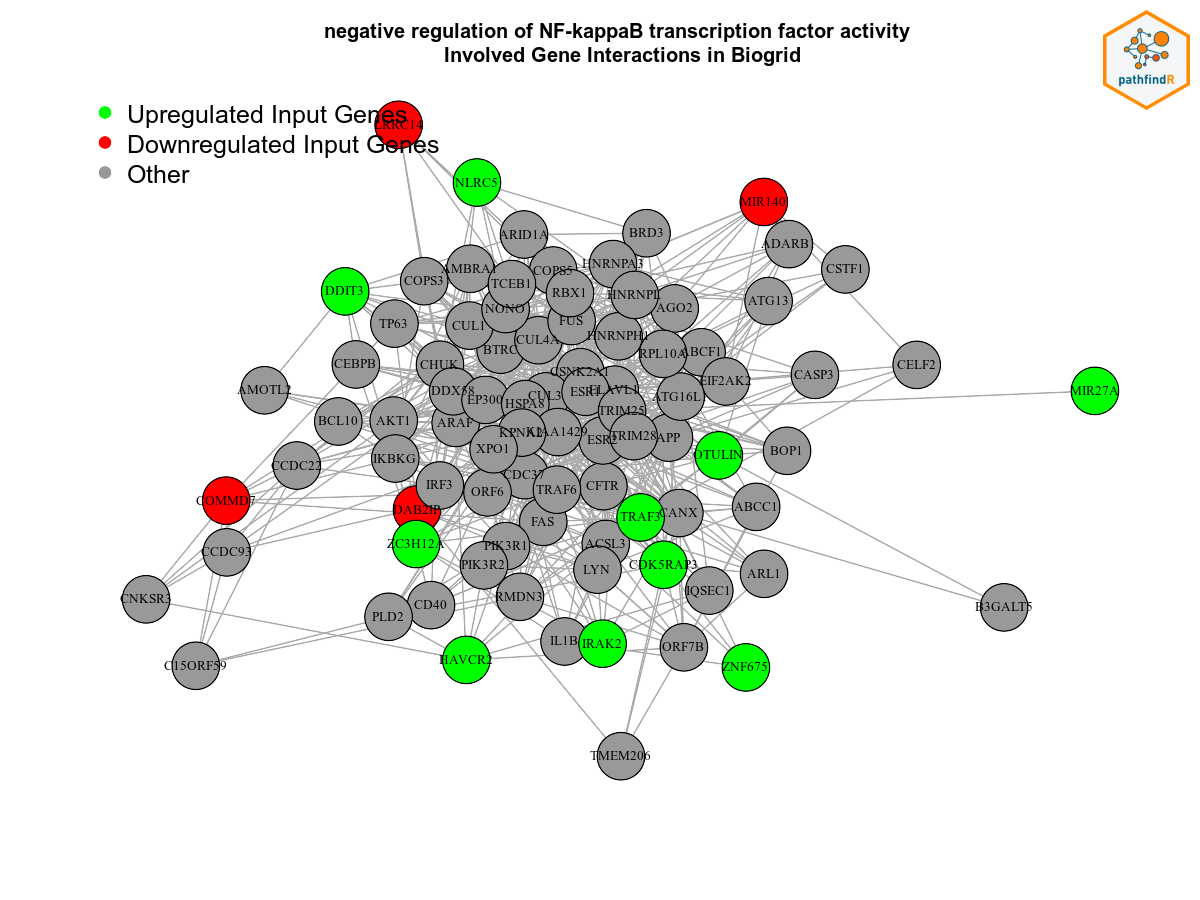 negative regulation of NF-kappaB transcription factor activity
Involved Gene Interactions in Biogrid
pathfindR
Upregulated Input Genes
Downregulated Input Genes
Other
LRRC14
NLRC5
MIR140
ARID1A
BRD3
ADARB
CSTF1
AMBRA1
COPS5
HNRNPA3
COPS3
TCEB1
RBX1
HNRNPL
DDIT3
ATG13
NONO
AGO2
TP63
CUL1
FUS
CUL4A
HNRNPH1
BTRC
RPL10A
ABCF1
CEBPB
CHUK
CSNK2A1
EIF2AK2
CASP3
CELF2
AMOTL2
DDX58
ESR1
ELAVL1
MIR27A
EP300
HSPA8
CUL3
ATG16L
TRIM25
BCL10
AKT1
ARAF
KPNA2
KIAA1429
ESR2
TRIM28
APP
XPO1
OTULIN
BOP1
CCDC22
IKBKG
CDC37
IRF3
ORF6
TRAF6
CFTR
COMMD7
DAB2IP
FAS
TRAF3
CANX
ABCC1
CCDC93
ZC3H12A
PIK3R1
ACSL3
PIK3R2
LYN
CDK5RAP3
ARL1
CNKSR3
RMDN3
IQSEC1
B3GALT5
PLD2
CD40
IL1B
IRAK2
ORF7B
C15ORF59
HAVCR2
ZNF675
TMEM206